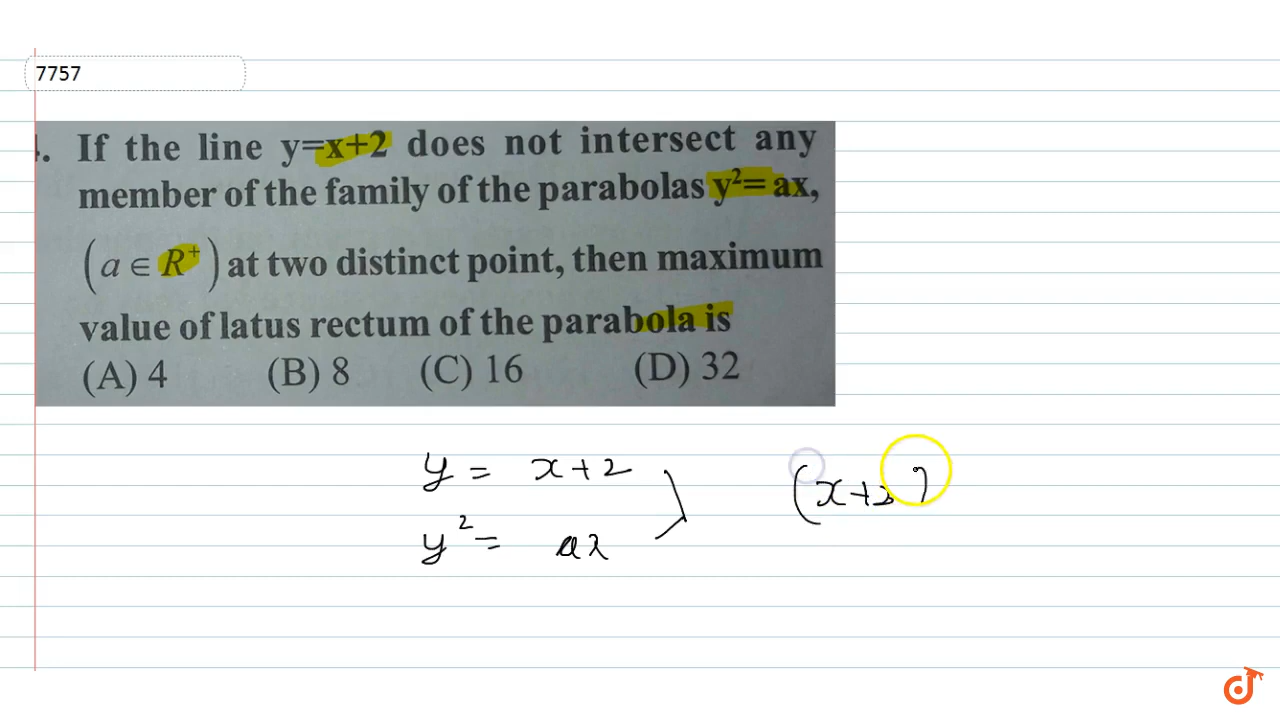 7757
. If the line y=x+2 does not intersect any
member of the family of the parabolas y²= ax,
(a ∈ R⁺) at two distinct point, then maximum
value of latus rectum of the parabola is
(A) 4 (B) 8 (C) 16 (D) 32
y = x+2
y² = ax
(x+2)